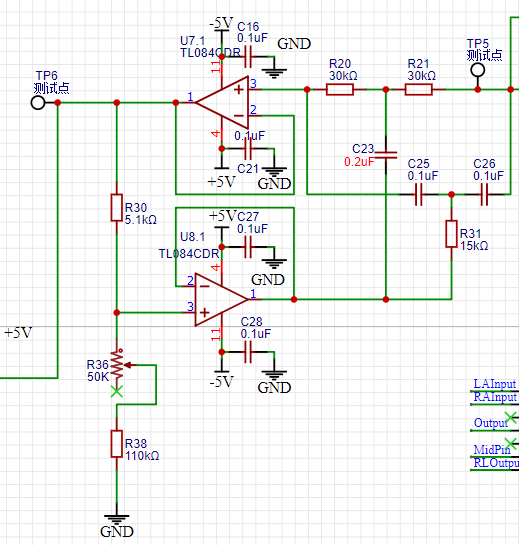 -5V
C16
0.1uF
GND
U7.1
TL084CDR
11
3
2
1
4
TP6
测试点
R20
30kΩ
R21
30kΩ
TP5
测试点
0.1uF
C21
+5V
GND
C23
0.2uF
C25
0.1uF
C26
0.1uF
R30
5.1kΩ
+5V
C27
0.1uF
U8.1
TL084CDR
4
2
3
1
11
GND
R31
15kΩ
C28
0.1uF
-5V
GND
+5V
R36
50K
R38
110kΩ
GND
LAInput
RAInput
Output
MidPin
RLOutpu